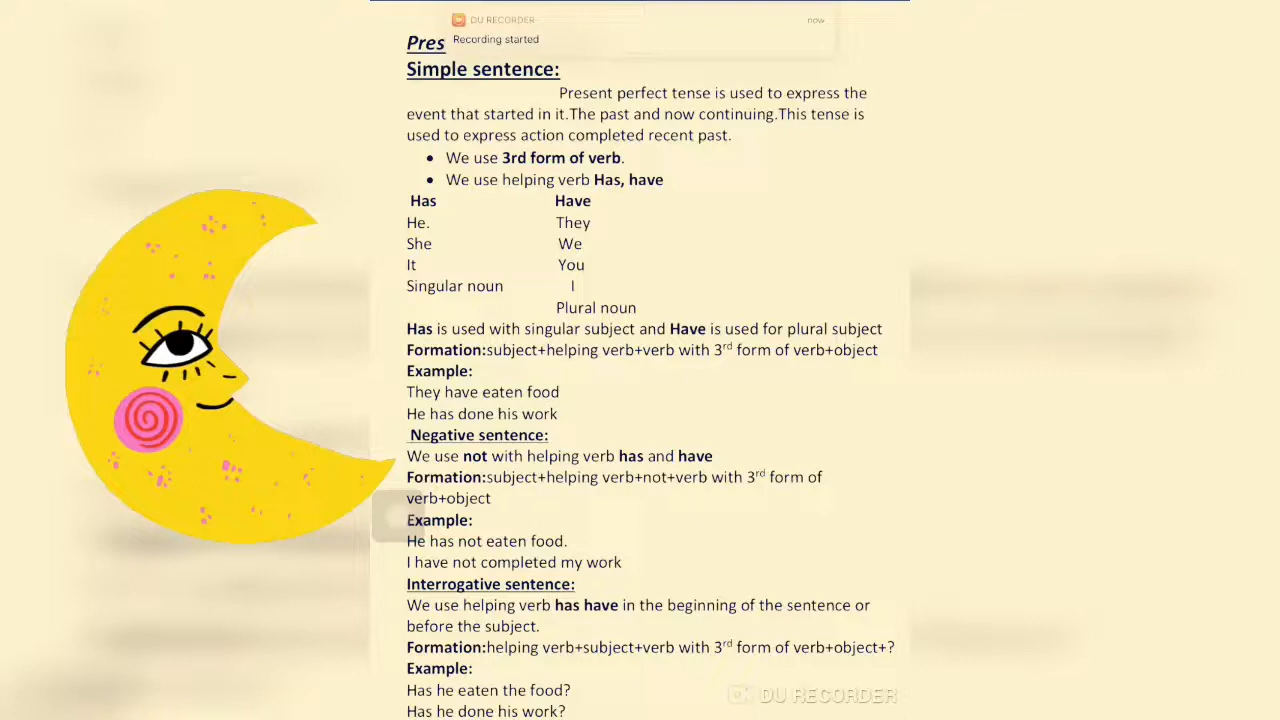 DU RECORDER now
Recording started
Pres
Simple sentence:
Present perfect tense is used to express the
event that started in it.The past and now continuing.This tense is
used to express action completed recent past.
• We use 3rd form of verb.
• We use helping verb Has, have
Has Have
He. They
She We
It You
Singular noun I
Plural noun
Has is used with singular subject and Have is used for plural subject
Formation:subject+helping verb+verb with 3rd form of verb+object
Example:
They have eaten food
He has done his work
Negative sentence:
We use not with helping verb has and have
Formation:subject+helping verb+not+verb with 3rd form of
verb+object
Example:
He has not eaten food.
I have not completed my work
Interrogative sentence:
We use helping verb has have in the beginning of the sentence or
before the subject.
Formation:helping verb+subject+verb with 3rd form of verb+object+?
Example:
Has he eaten the food?
Has he done his work?
DU RECORDER